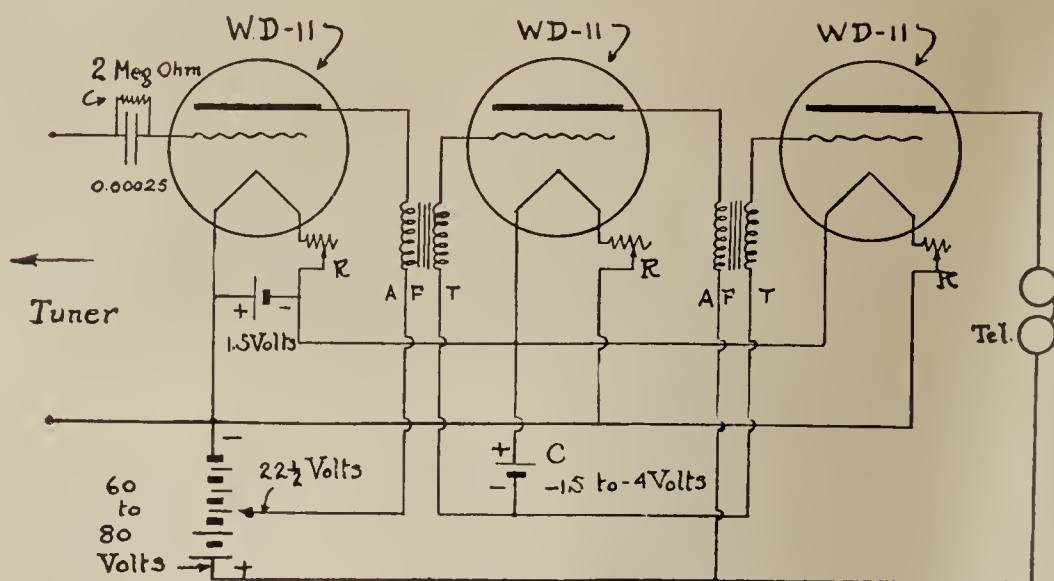 W.D-11
WD-11
WD-11
2 Meg Ohm
C
0.00025
R
R
R
A F T
A F T
+ -
1.5 Volts
Tuner
Tel.
-
22½ Volts
60
to
80
Volts
+
+ C
- -1.5 to -4 Volts